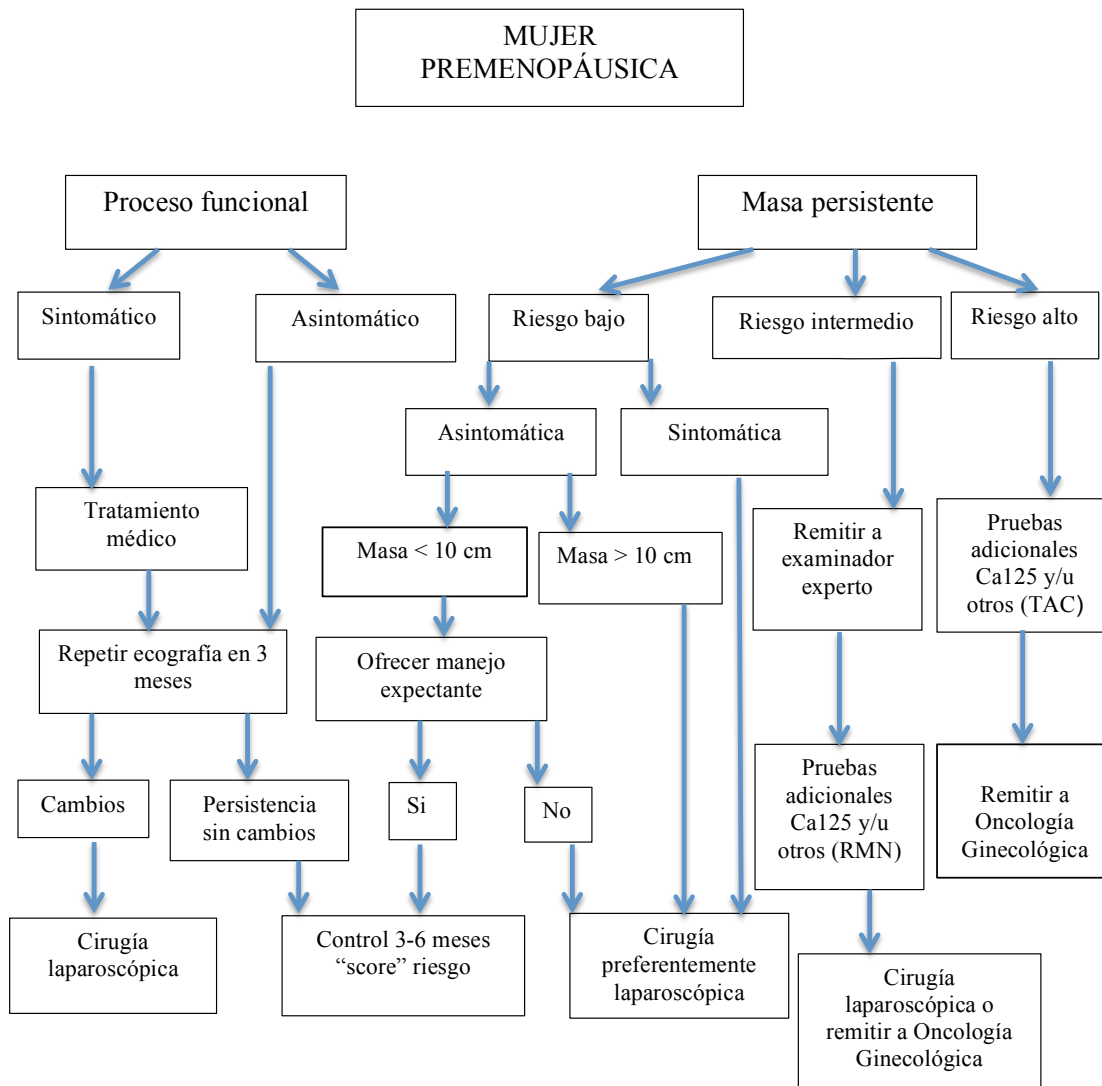 MUJER
PREMENOPÁUSICA
Proceso funcional
Masa persistente
Sintomático
Asintomático
Riesgo bajo
Riesgo intermedio
Riesgo alto
Asintomática
Sintomática
Tratamiento
médico
Masa < 10 cm
Masa > 10 cm
Remitir a
examinador
experto
Pruebas
adicionales
Ca125 y/u
otros (TAC)
Repetir ecografía en 3
meses
Ofrecer manejo
expectante
Cambios
Persistencia
sin cambios
Si
No
Pruebas
adicionales
Ca125 y/u
otros (RMN)
Remitir a
Oncología
Ginecológica
Cirugía
laparoscópica
Control 3-6 meses
“score” riesgo
Cirugía
preferentemente
laparoscópica
Cirugía
laparoscópica o
remitir a Oncología
Ginecológica